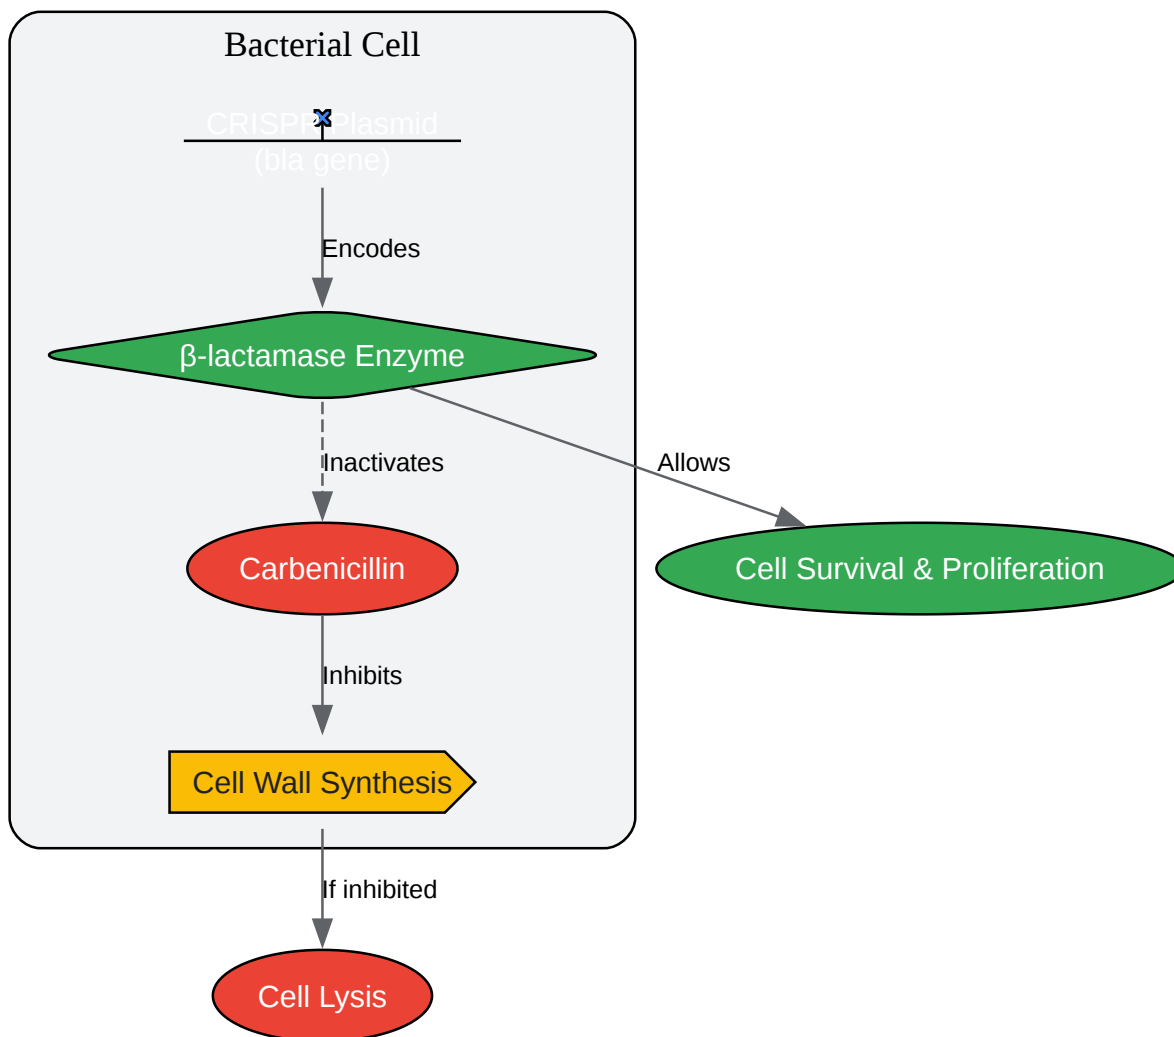 Bacterial Cell
CRISPR Plasmid
(bla gene)
Encodes
β-lactamase Enzyme
Inactivates
Allows
Carbenicillin
Cell Survival & Proliferation
Inhibits
Cell Wall Synthesis
If inhibited
Cell Lysis